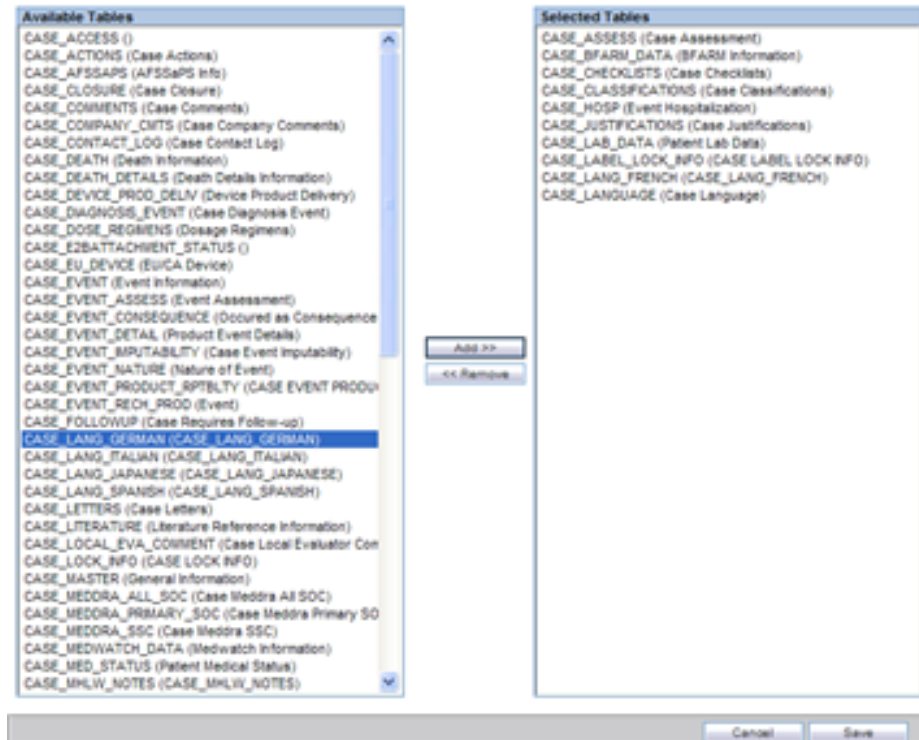 Available Tables
CASE_ACCESS ()
CASE_ACTIONS (Case Actions)
CASE_AFSSAPS (AFSSaPS Info)
CASE_CLOSURE (Case Closure)
CASE_COMMENTS (Case Comments)
CASE_COMPANY_CMTS (Case Company Comments)
CASE_CONTACT_LOG (Case Contact Log)
CASE_DEATH (Death Information)
CASE_DEATH_DETAILS (Death Details Information)
CASE_DEVICE_PROD_DELIV (Device Product Delivery)
CASE_DIAGNOSIS_EVENT (Case Diagnosis Event)
CASE_DOSE_REGIMENS (Dosage Regimens)
CASE_E2BATTACHMENT_STATUS ()
CASE_EU_DEVICE (EU/CA Device)
CASE_EVENT (Event Information)
CASE_EVENT_ASSESS (Event Assessment)
CASE_EVENT_CONSEQUENCE (Occured as Consequence
CASE_EVENT_DETAIL (Product Event Details)
CASE_EVENT_IMPUTABILITY (Case Event Imputability)
CASE_EVENT_NATURE (Nature of Event)
CASE_EVENT_PRODUCT_RPTBLTY (CASE EVENT PRODU
CASE_EVENT_RECH_PROD (Event)
CASE_FOLLOWUP (Case Requires Follow-up)
CASE_LANG_GERMAN (CASE_LANG_GERMAN)
CASE_LANG_ITALIAN (CASE_LANG_ITALIAN)
CASE_LANG_JAPANESE (CASE_LANG_JAPANESE)
CASE_LANG_SPANISH (CASE_LANG_SPANISH)
CASE_LETTERS (Case Letters)
CASE_LITERATURE (Literature Reference Information)
CASE_LOCAL_EVA_COMMENT (Case Local Evaluator Com
CASE_LOCK_INFO (CASE LOCK INFO)
CASE_MASTER (General Information)
CASE_MEDDRA_ALL_SOC (Case Meddra All SOC)
CASE_MEDDRA_PRIMARY_SOC (Case Meddra Primary SO
CASE_MEDDRA_SSC (Case Meddra SSC)
CASE_MEDWATCH_DATA (Medwatch Information)
CASE_MED_STATUS (Patient Medical Status)
CASE_MHLW_NOTES (CASE_MHLW_NOTES)
Add >>
<< Remove
Selected Tables
CASE_ASSESS (Case Assessment)
CASE_BFARM_DATA (BFARM Information)
CASE_CHECKLISTS (Case Checklists)
CASE_CLASSIFICATIONS (Case Classifications)
CASE_HOSP (Event Hospitalization)
CASE_JUSTIFICATIONS (Case Justifications)
CASE_LAB_DATA (Patient Lab Data)
CASE_LABEL_LOCK_INFO (CASE LABEL LOCK INFO)
CASE_LANG_FRENCH (CASE_LANG_FRENCH)
CASE_LANGUAGE (Case Language)
Cancel
Save